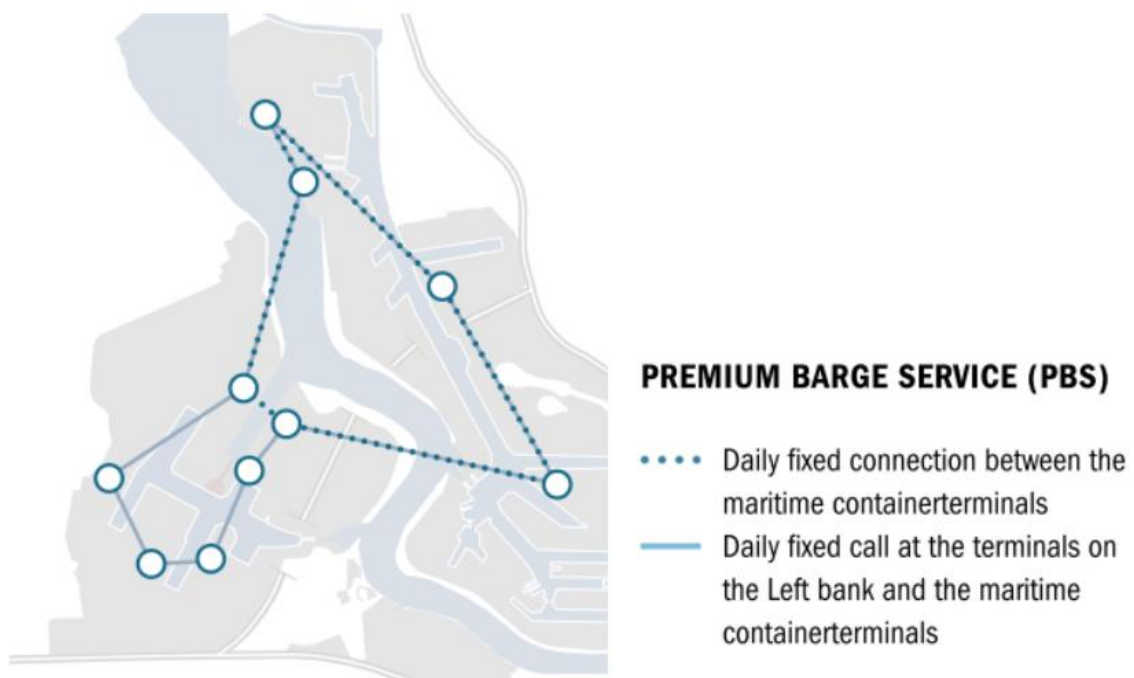 PREMIUM BARGE SERVICE (PBS)
Daily fixed connection between the
maritime containerterminals
Daily fixed call at the terminals on
the Left bank and the maritime
containerterminals